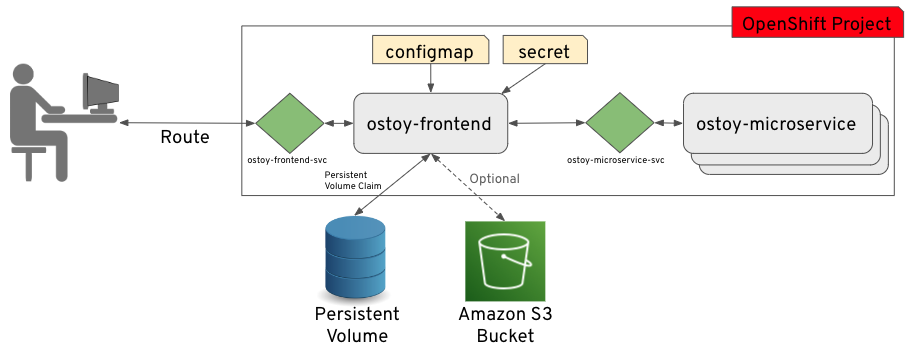 OpenShift Project
configmap
secret
ostoy-frontend
ostoy-microservice
Route
ostoy-frontend-svc
ostoy-microservice-svc
Persistent
Volume Claim
Optional
Persistent
Volume
Amazon S3
Bucket